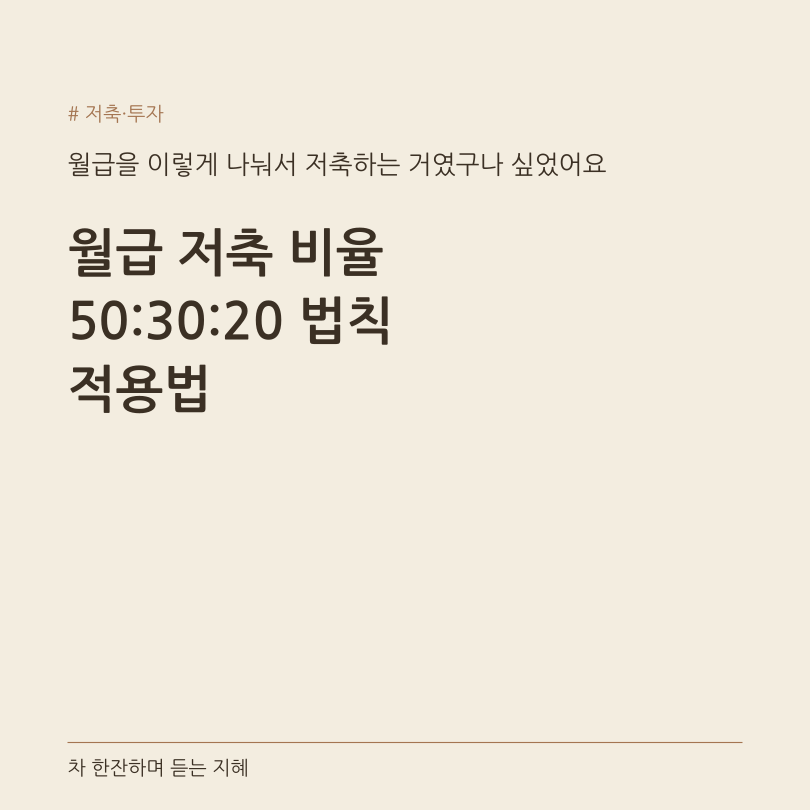 # 저축·투자
월급을 이렇게 나눠서 저축하는 거였구나 싶었어요
월급 저축 비율
50:30:20 법칙
적용법
차 한잔하며 듣는 지혜